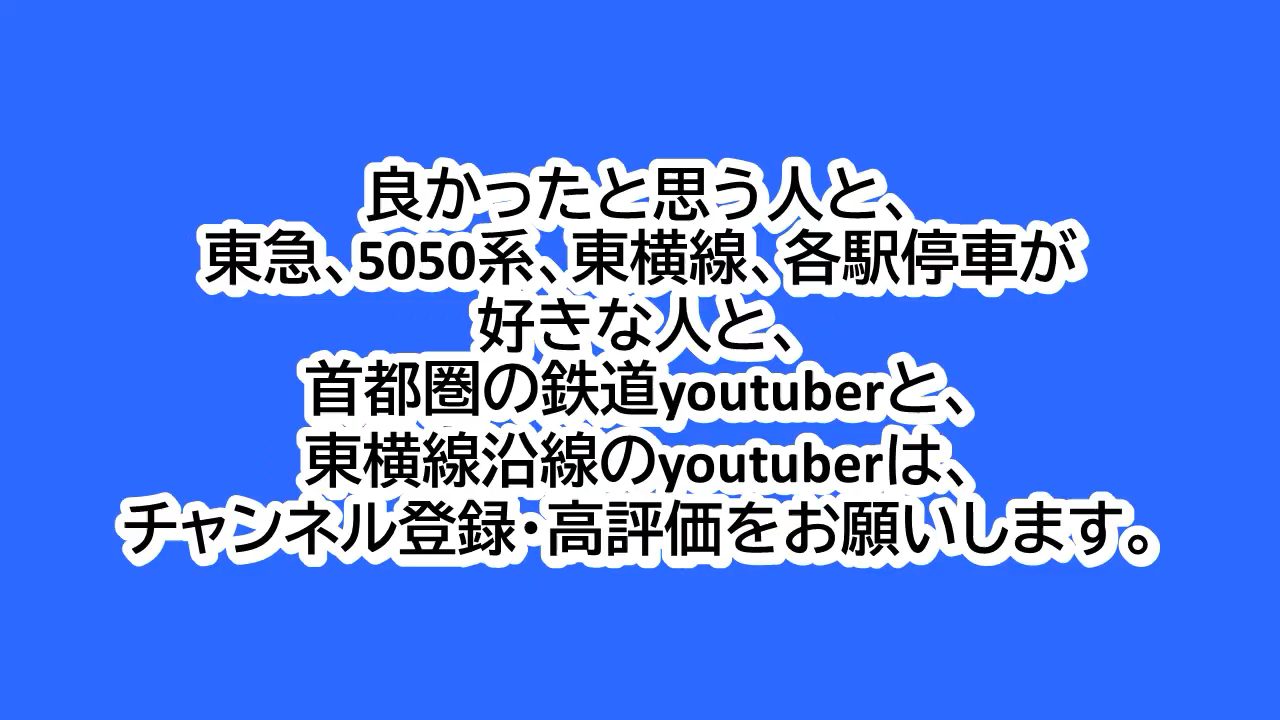 良かったと思う人と、
東急、5050系、東横線、各駅停車が
好きな人と、
首都圏の鉄道youtuberと、
東横線沿線のyoutuberは、
チャンネル登録・高評価をお願いします。